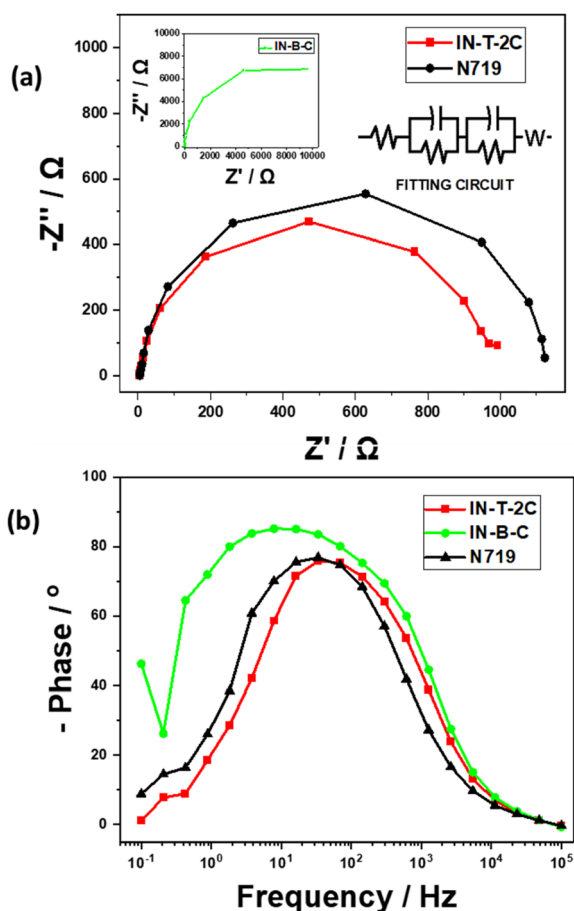 (a)
1000
800
600
400
200
0
-Z'' / Ω
10000
8000
6000
4000
2000
0
-Z'' / Ω
IN-B-C
0 2000 4000 6000 8000 10000
Z' / Ω
IN-T-2C
N719
W
FITTING CIRCUIT
0 200 400 600 800 1000
Z' / Ω
(b)
100
80
60
40
20
0
- Phase / º
IN-T-2C
IN-B-C
N719
10-1 100 101 102 103 104 105
Frequency / Hz